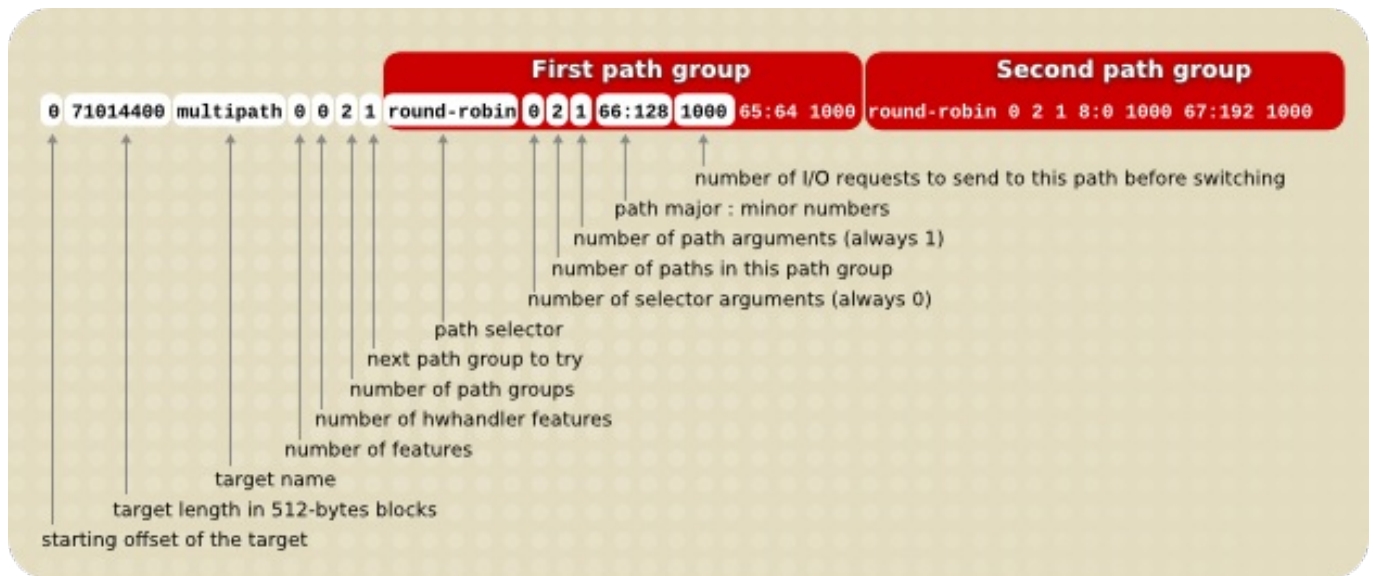 First path group Second path group
0 71014400 multipath 0 0 2 1 round-robin 0 2 1 66:128 1000 65:64 1000 round-robin 0 2 1 8:0 1000 67:192 1000
number of I/O requests to send to this path before switching
path major : minor numbers
number of path arguments (always 1)
number of paths in this path group
number of selector arguments (always 0)
path selector
next path group to try
number of path groups
number of hwhandler features
number of features
target name
target length in 512-bytes blocks
starting offset of the target